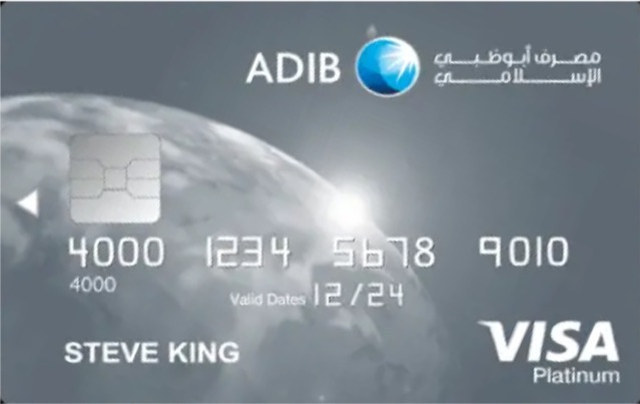 ADIB
مصرف أبوظبي
الإسلامي
4000 1234 5678 9010
4000
Valid Dates 12/24
STEVE KING
VISA
Platinum